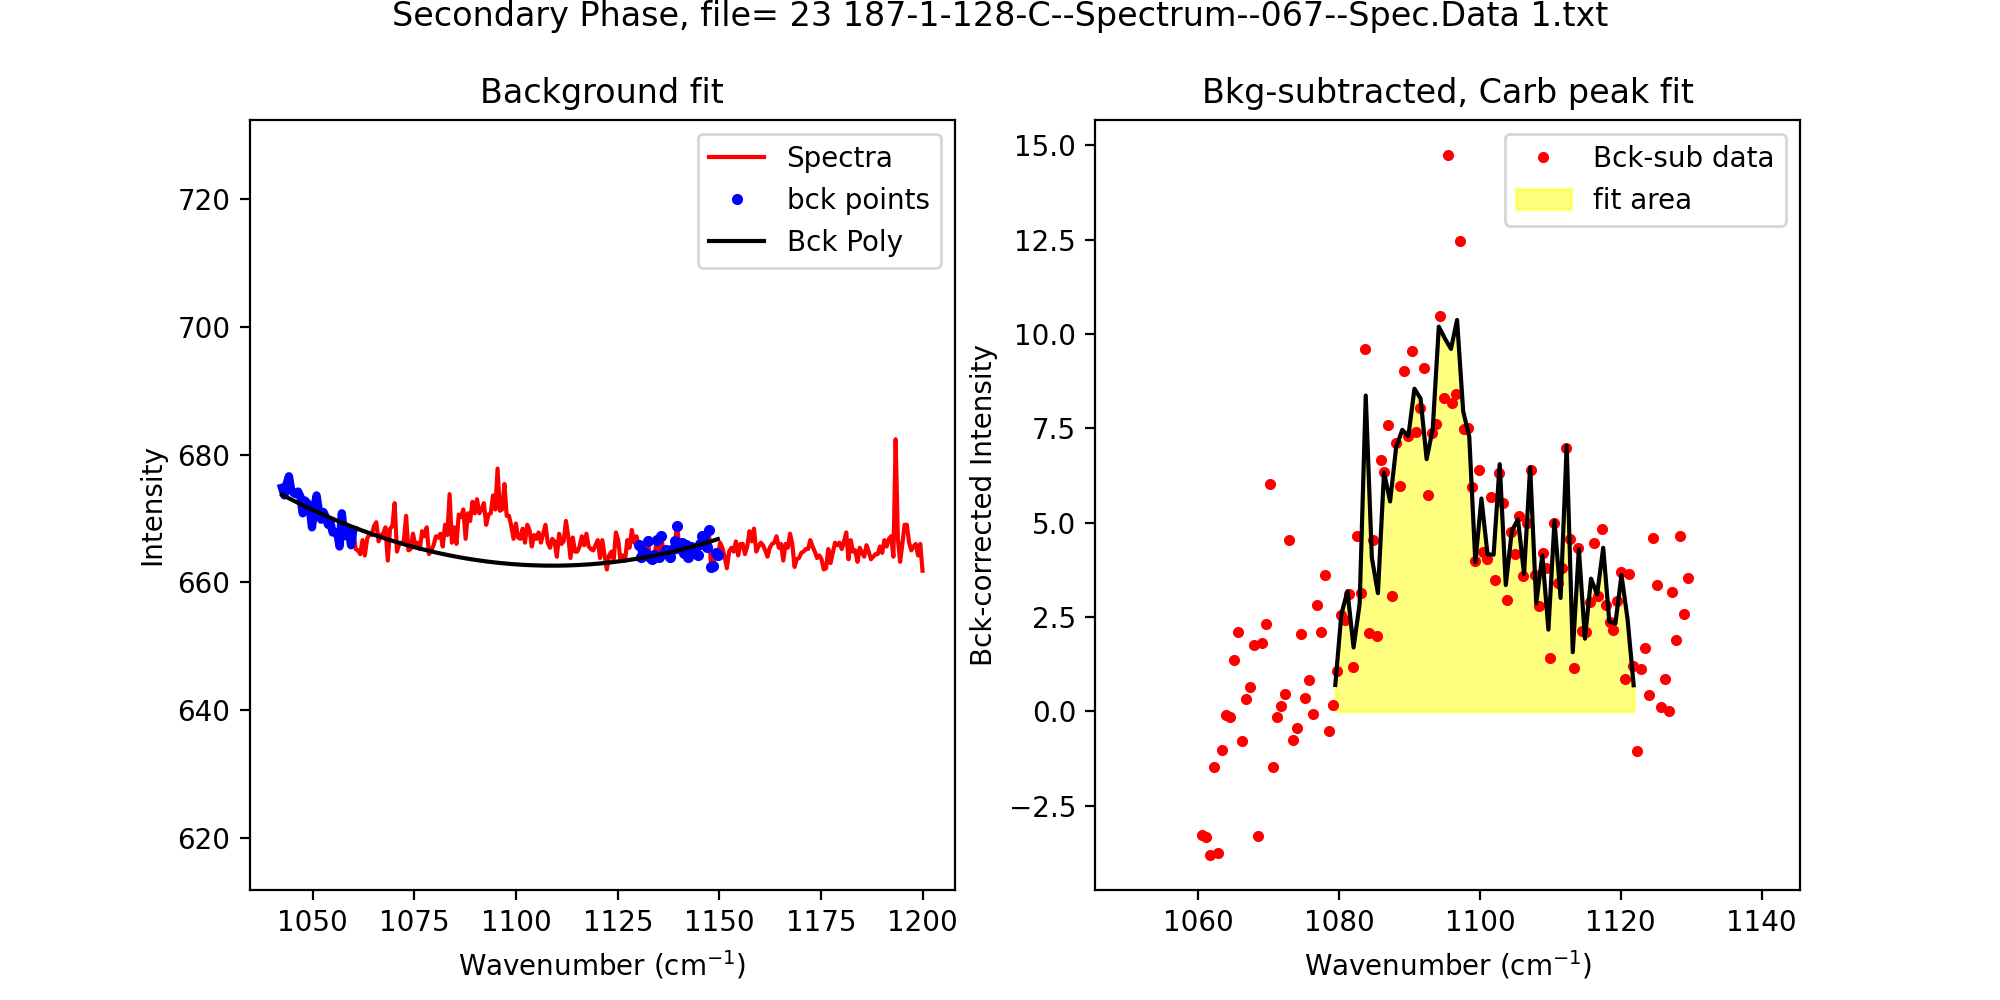 Secondary Phase, file= 23 187-1-128-C--Spectrum--067--Spec.Data 1.txt
Background fit
Spectra
bck points
Bck Poly
Intensity
720
700
680
660
640
620
1050 1075 1100 1125 1150 1175 1200
Wavenumber (cm⁻¹)
Bkg-subtracted, Carb peak fit
Bck-sub data
fit area
Bck-corrected Intensity
15.0
12.5
10.0
7.5
5.0
2.5
0.0
−2.5
1060 1080 1100 1120 1140
Wavenumber (cm⁻¹)